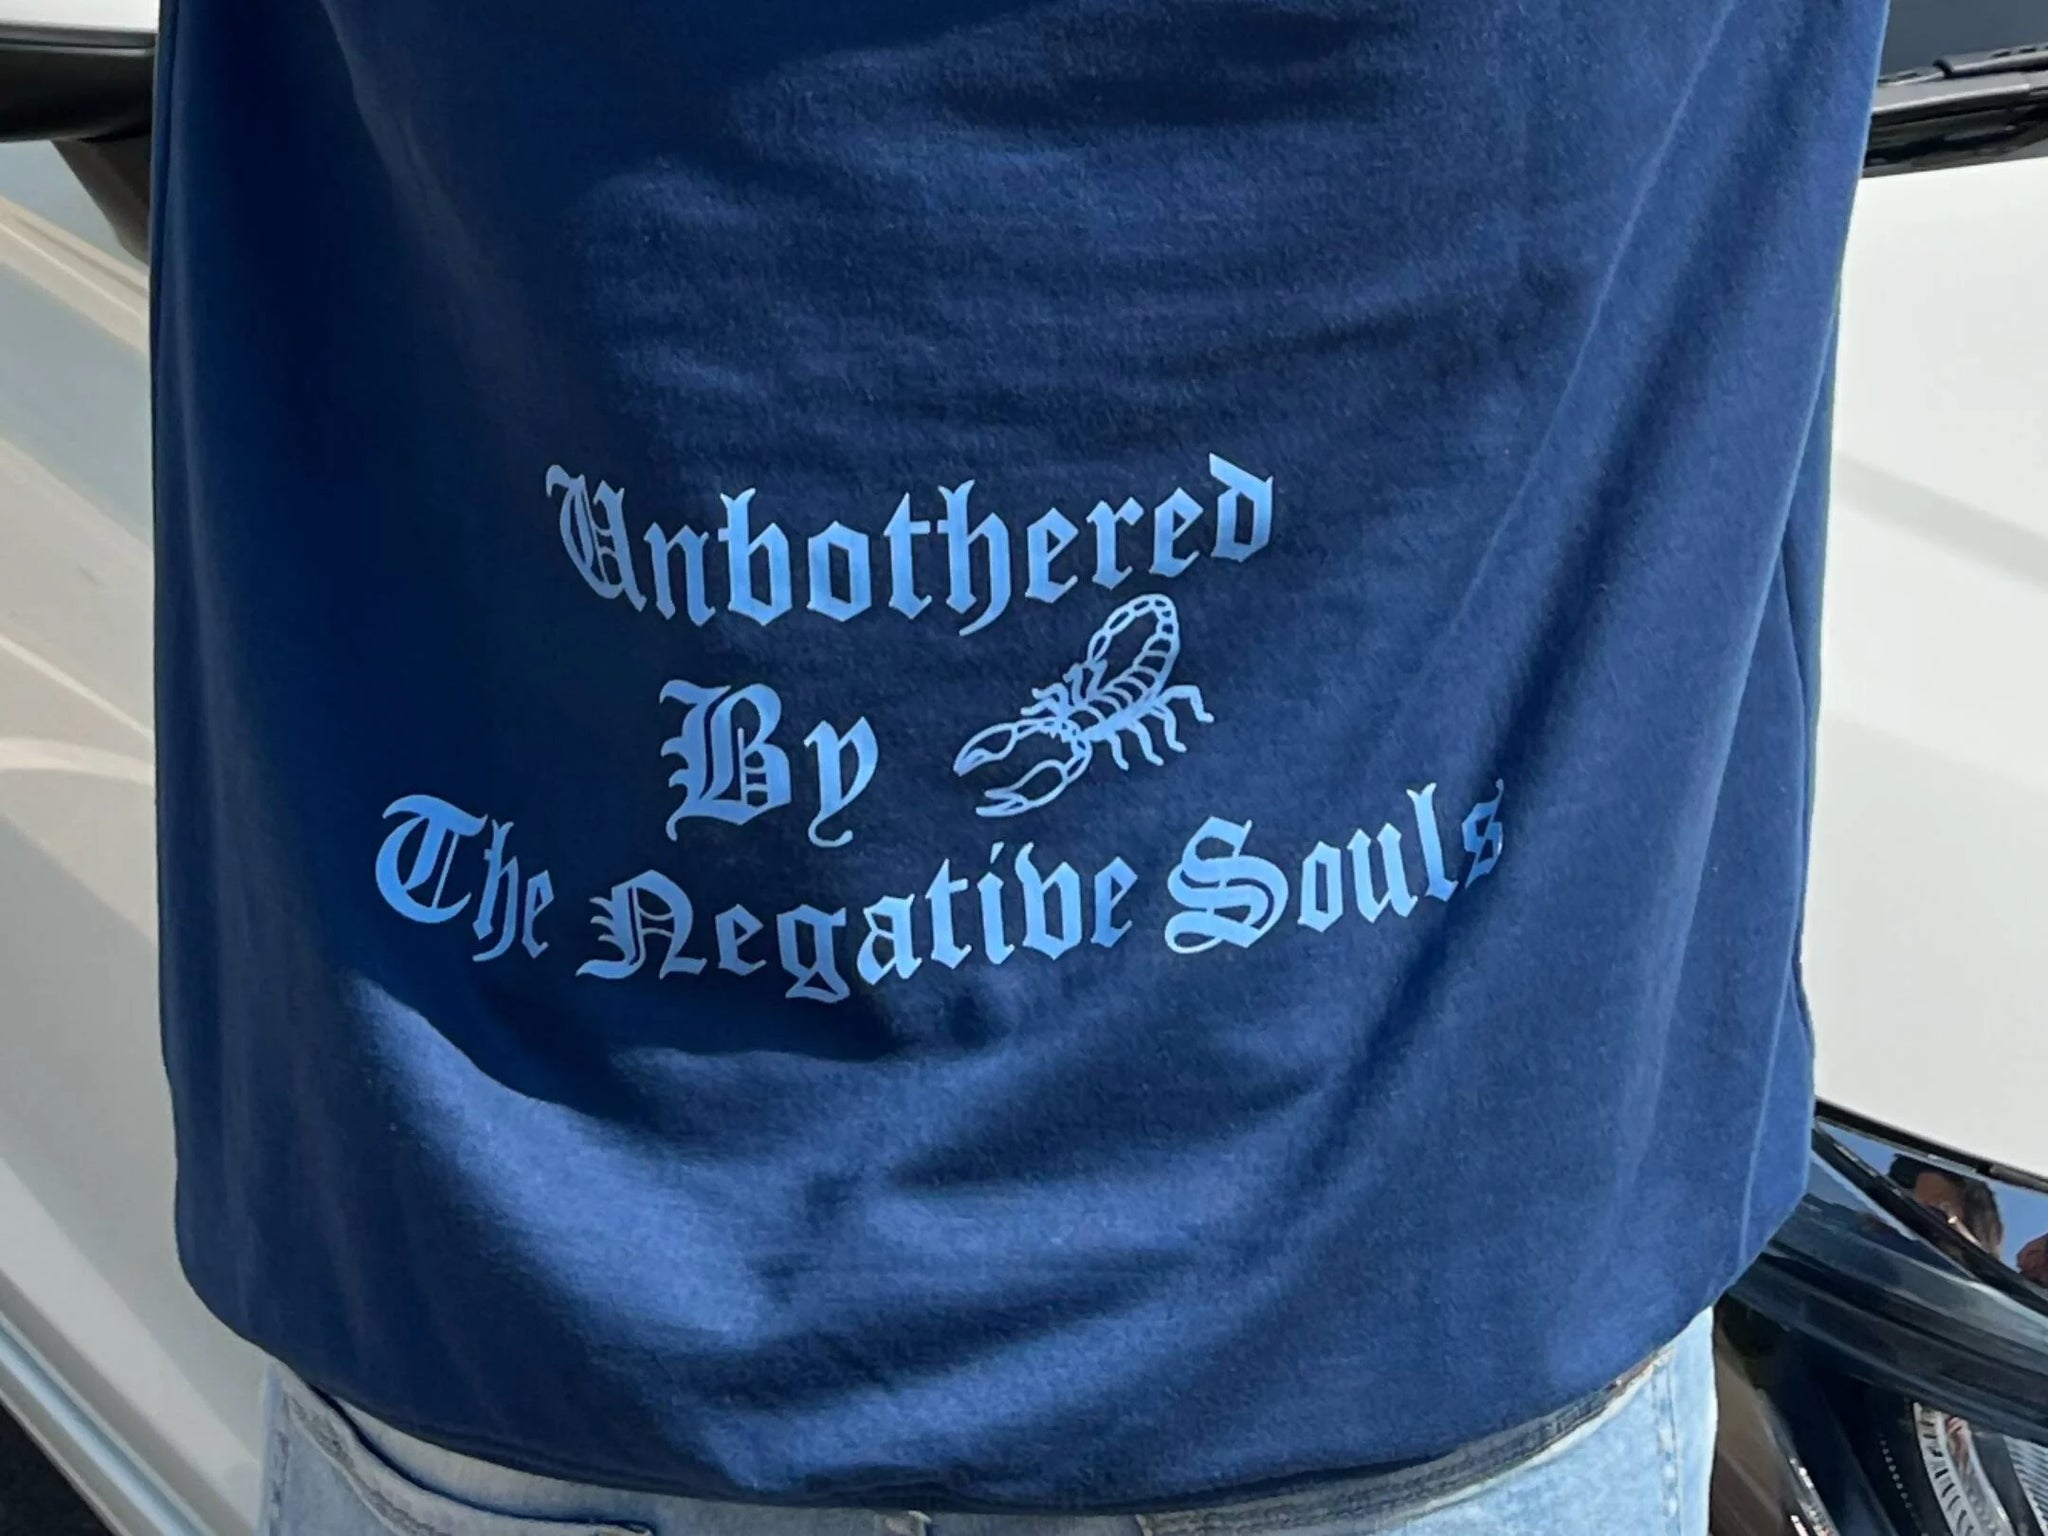 Unbothered
By
The Negative Souls